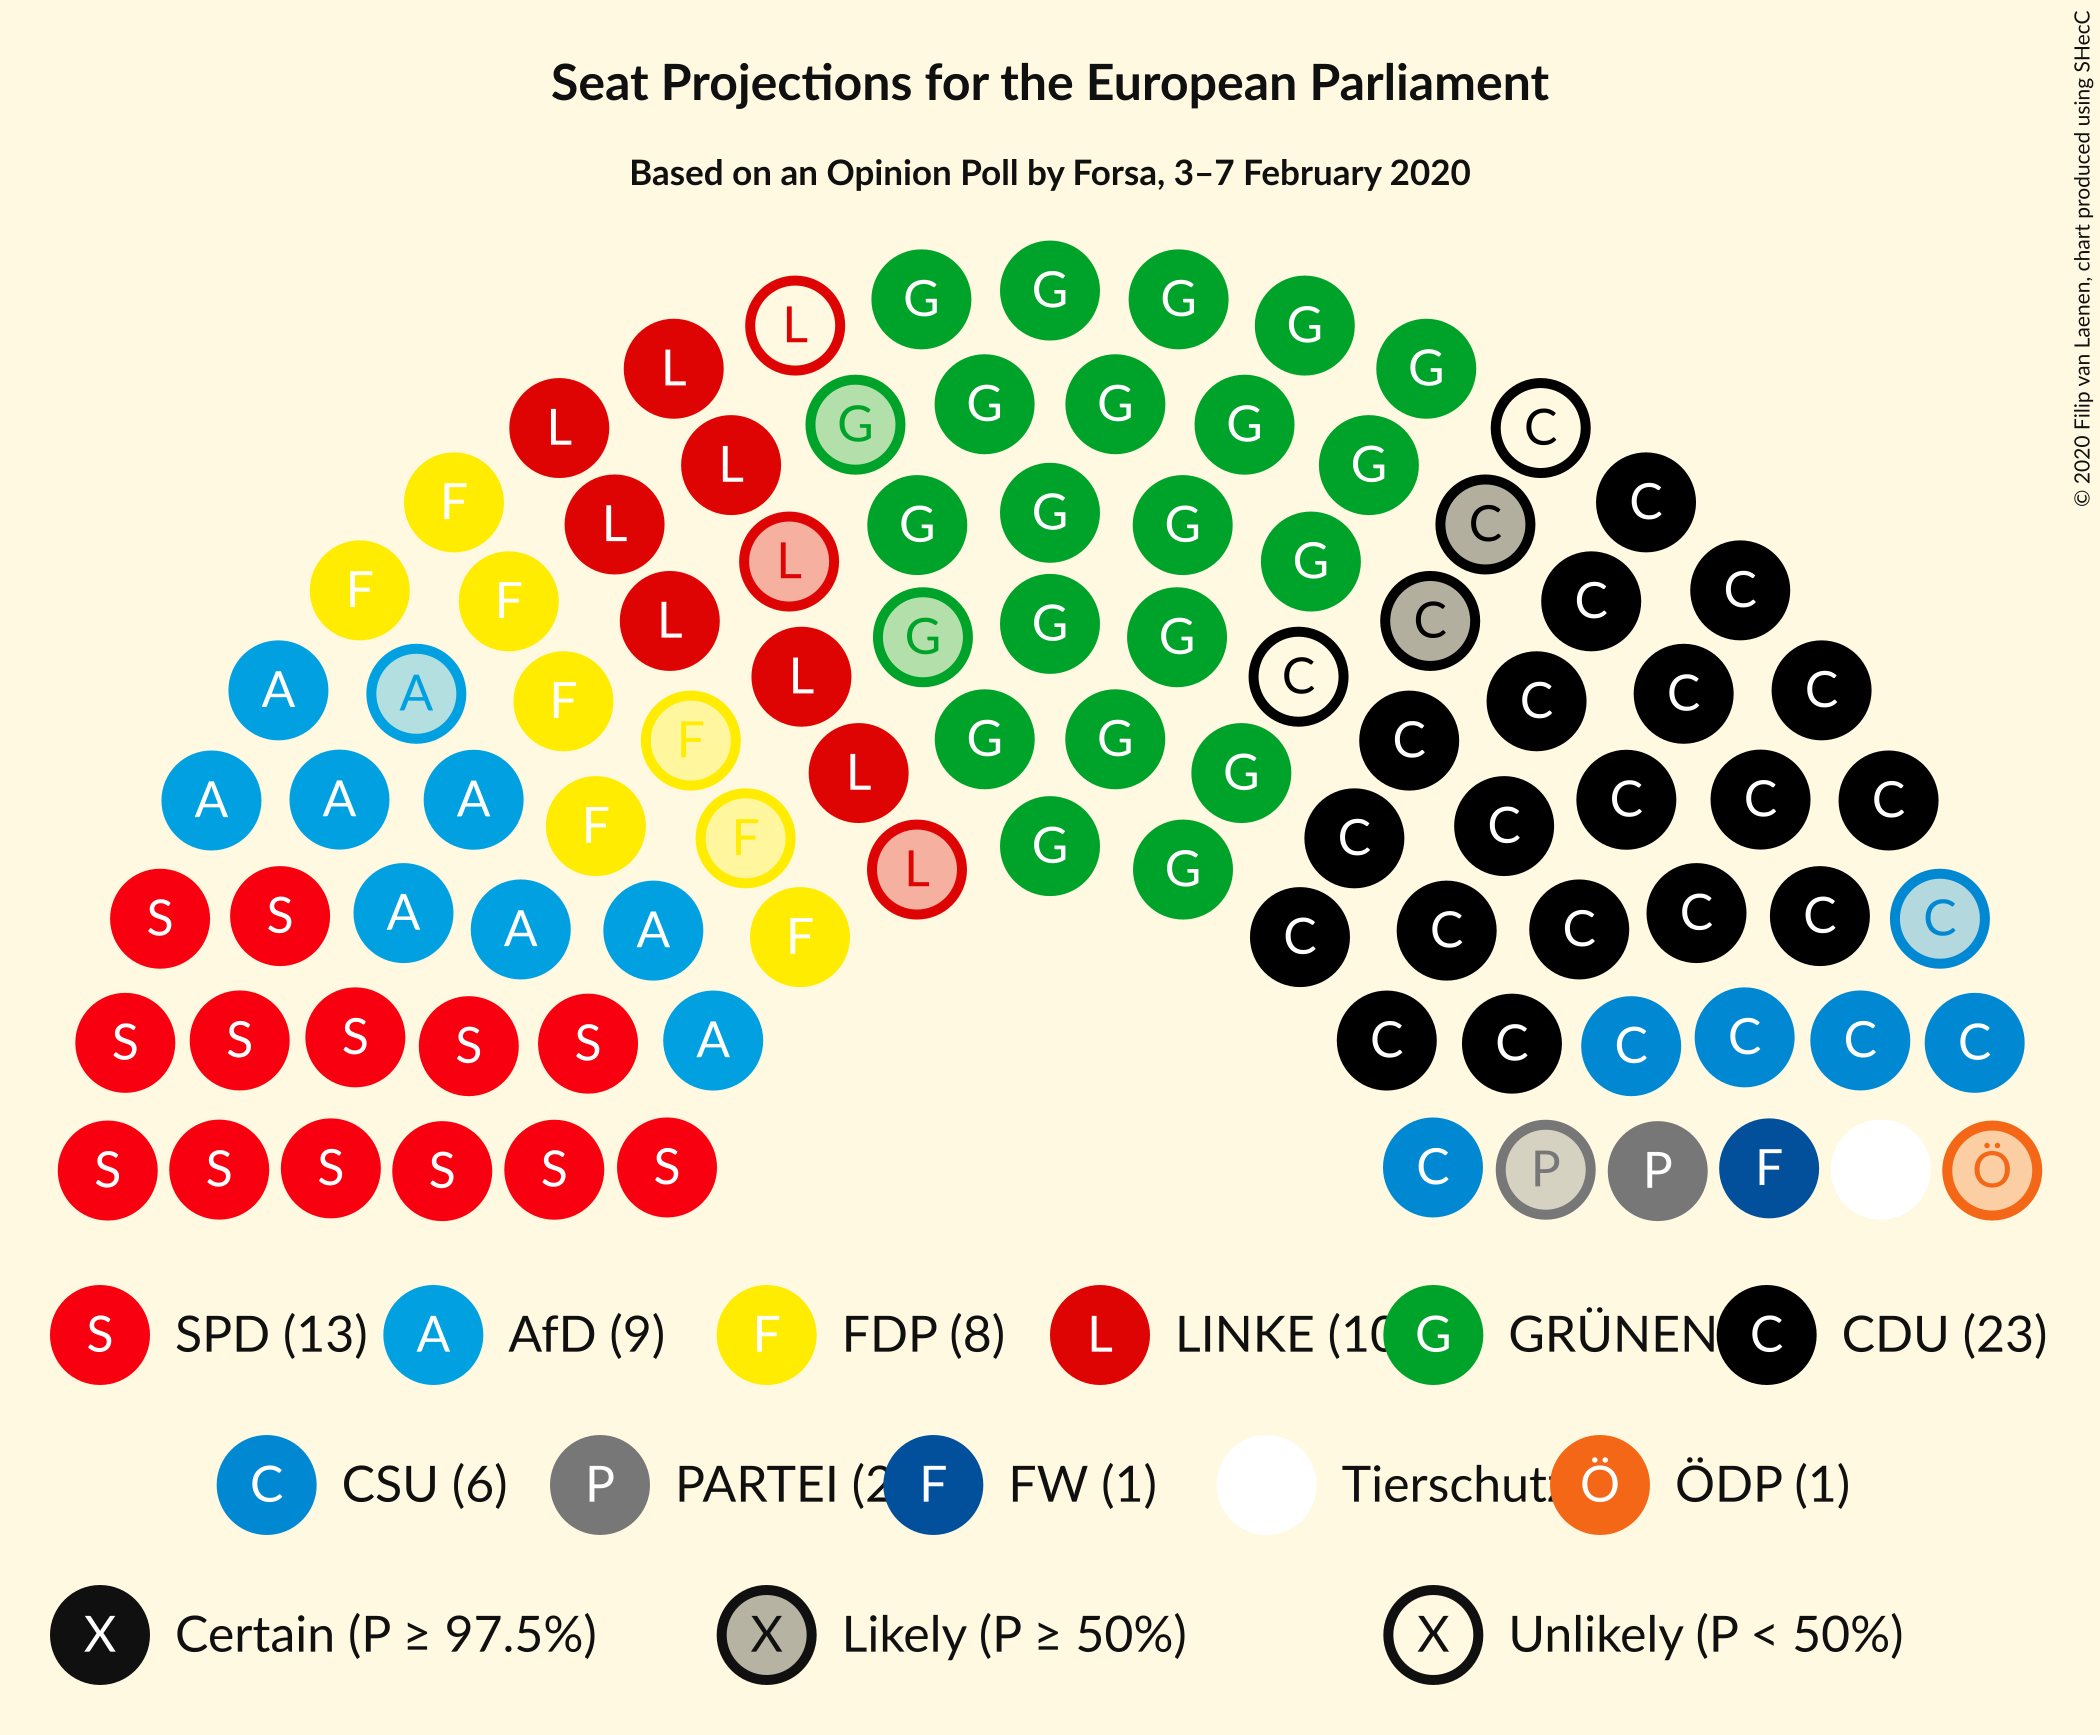 Seat Projections for the European Parliament
Based on an Opinion Poll by Forsa, 3–7 February 2020
© 2020 Filip van Laenen, chart produced using SHecC
L G G G G
L G
L G G G G G C
F L L G C C
L G G G
F F L G C C
L G G C C
A A F L G C C C C
F C
A A A F L G G G C C C C C
F F G C C
S S A A A F L G C C C C C C
S S S S S A C C C C C C
S S S S S S C P P F Ö
S SPD (13) A AfD (9) F FDP (8) L LINKE (10 G GRÜNEN C CDU (23)
C CSU (6) P PARTEI (2 F FW (1) Tierschutz Ö ÖDP (1)
X Certain (P ≥ 97.5%) X Likely (P ≥ 50%) X Unlikely (P < 50%)